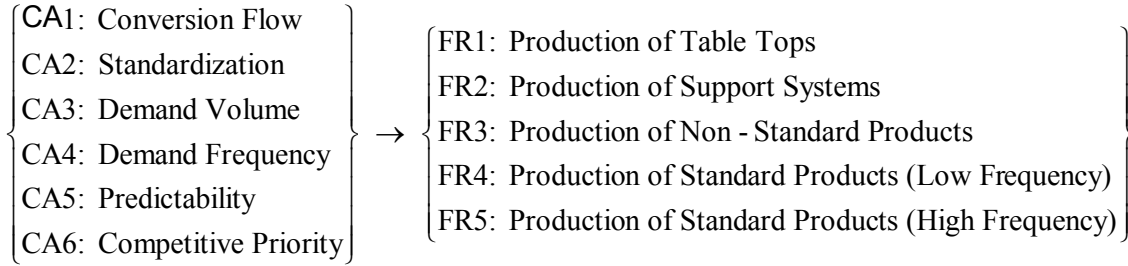 CA1: Conversion Flow
CA2: Standardization
CA3: Demand Volume
CA4: Demand Frequency
CA5: Predictability
CA6: Competitive Priority
→
FR1: Production of Table Tops
FR2: Production of Support Systems
FR3: Production of Non - Standard Products
FR4: Production of Standard Products (Low Frequency)
FR5: Production of Standard Products (High Frequency)